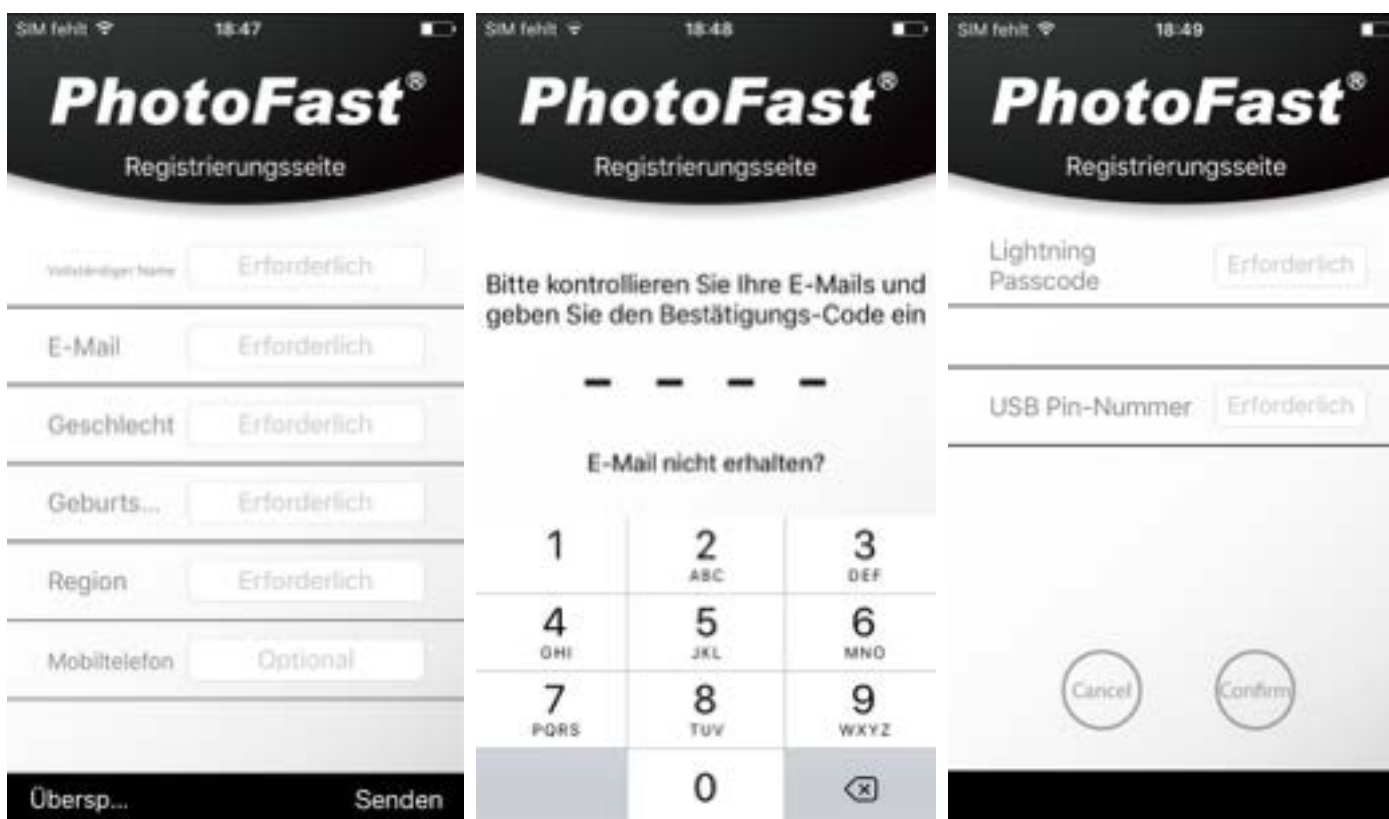 SIM fehlt 18:47
PhotoFast®
Registrierungsseite
Vollständiger Name Erforderlich
E-Mail Erforderlich
Geschlecht Erforderlich
Geburts... Erforderlich
Region Erforderlich
Mobiltelefon Optional
Übersp... Senden
SIM fehlt 18:48
PhotoFast®
Registrierungsseite
Bitte kontrollieren Sie Ihre E-Mails und
geben Sie den Bestätigungs-Code ein
– – – –
E-Mail nicht erhalten?
1 2 3
ABC DEF
4 5 6
GHI JKL MNO
7 8 9
PQRS TUV WXYZ
0
SIM fehlt 18:49
PhotoFast®
Registrierungsseite
Lightning
Passcode Erforderlich
USB Pin-Nummer Erforderlich
Cancel Confirm